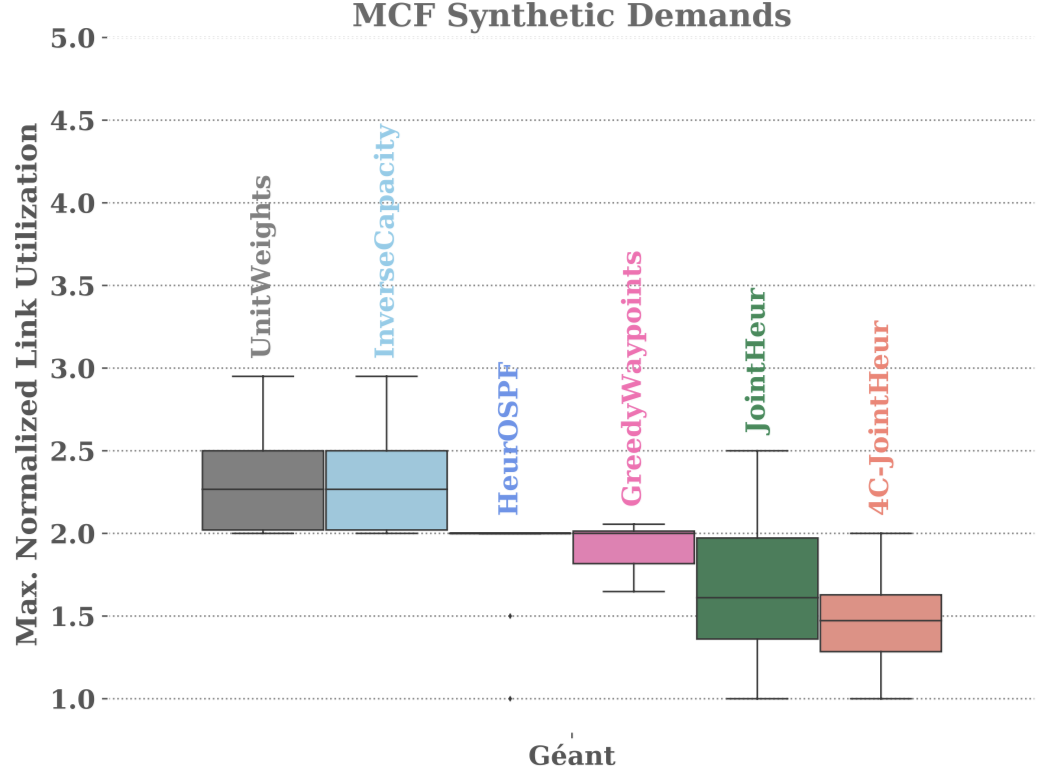 MCF Synthetic Demands
Max. Normalized Link Utilization
5.0
4.5
4.0
3.5
3.0
2.5
2.0
1.5
1.0
UnitWeights
InverseCapacity
HeurOSPF
GreedyWaypoints
JointHeur
4C-JointHeur
Géant